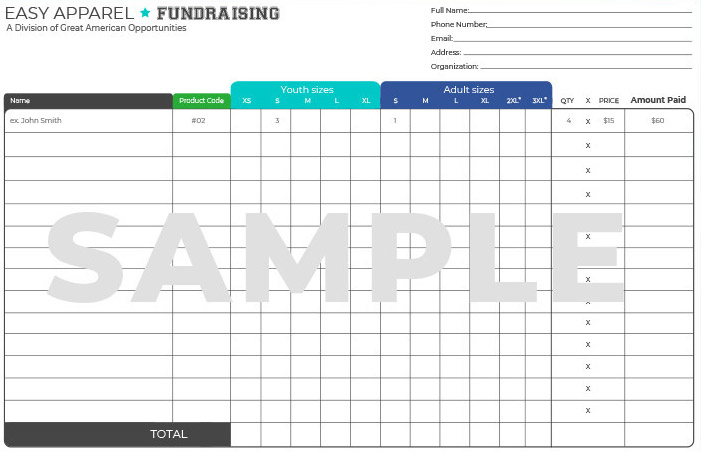 EASY APPAREL ★ FUNDRAISING
A Division of Great American Opportunities
Full Name:
Phone Number:
Email:
Address:
Organization:
Youth sizes Adult sizes
Name Product Code XS S M L XL S M L XL 2XL* 3XL* QTY X PRICE Amount Paid
ex. John Smith #02 3 1 4 X $15 $60
X
X
X
X
X
X
X
X
X
X
X
SAMPLE
TOTAL